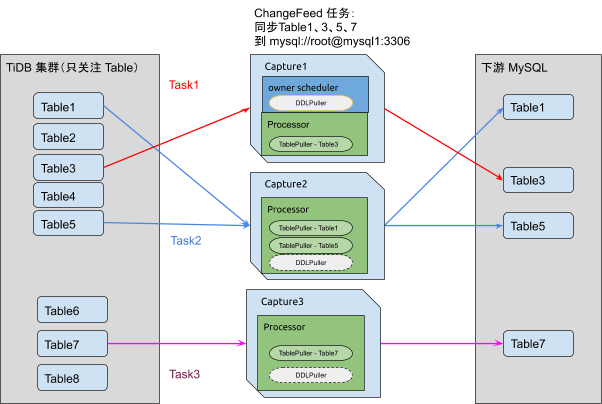 ChangeFeed 任务：
同步Table1、3、5、7
到 mysql://root@mysql1:3306
TiDB 集群（只关注 Table）
Table1
Table2
Table3
Table4
Table5
Table6
Table7
Table8
Task1
Task2
Task3
Capture1
owner scheduler
DDLPuller
Processor
TablePuller - Table3
Capture2
Processor
TablePuller - Table1
TablePuller - Table5
DDLPuller
Capture3
Processor
TablePuller - Table7
DDLPuller
下游 MySQL
Table1
Table3
Table5
Table7